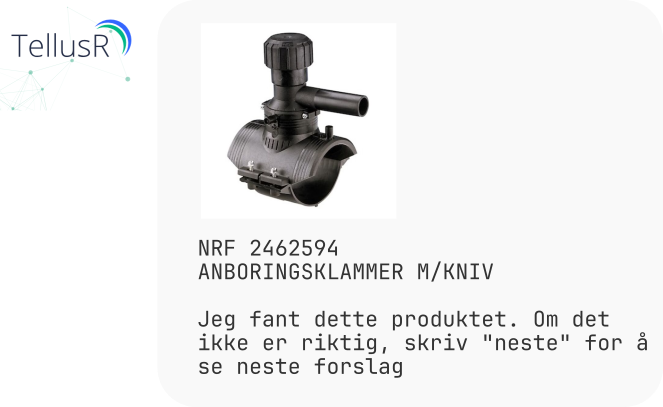 TellusR
NRF 2462594
ANBORINGSKLAMMER M/KNIV
Jeg fant dette produktet. Om det
ikke er riktig, skriv "neste" for å
se neste forslag